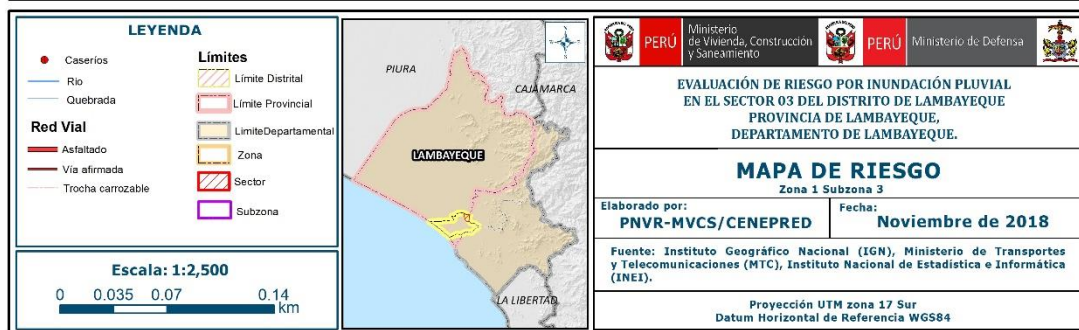 LEYENDA
Caseríos
Rio
Quebrada
Red Vial
Asfaltado
Vía afirmada
Trocha carrozable
Límites
Límite Distrital
Límite Provincial
LimiteDepartamental
Zona
Sector
Subzona
Escala: 1:2,500
0 0.035 0.07 0.14
km
PIURA
CAJAMARCA
LAMBAYEQUE
LA LIBERTAD
PERÚ
Ministerio
de Vivienda, Construcción
y Saneamiento
PERÚ
Ministerio de Defensa
EVALUACIÓN DE RIESGO POR INUNDACIÓN PLUVIAL
EN EL SECTOR 03 DEL DISTRITO DE LAMBAYEQUE
PROVINCIA DE LAMBAYEQUE,
DEPARTAMENTO DE LAMBAYEQUE.
MAPA DE RIESGO
Zona 1 Subzona 3
Elaborado por:
PNVR-MVCS/CENEPRED
Fecha:
Noviembre de 2018
Fuente: Instituto Geográfico Nacional (IGN), Ministerio de Transportes
y Telecomunicaciones (MTC), Instituto Nacional de Estadística e Informática
(INEI).
Proyección UTM zona 17 Sur
Datum Horizontal de Referencia WGS84